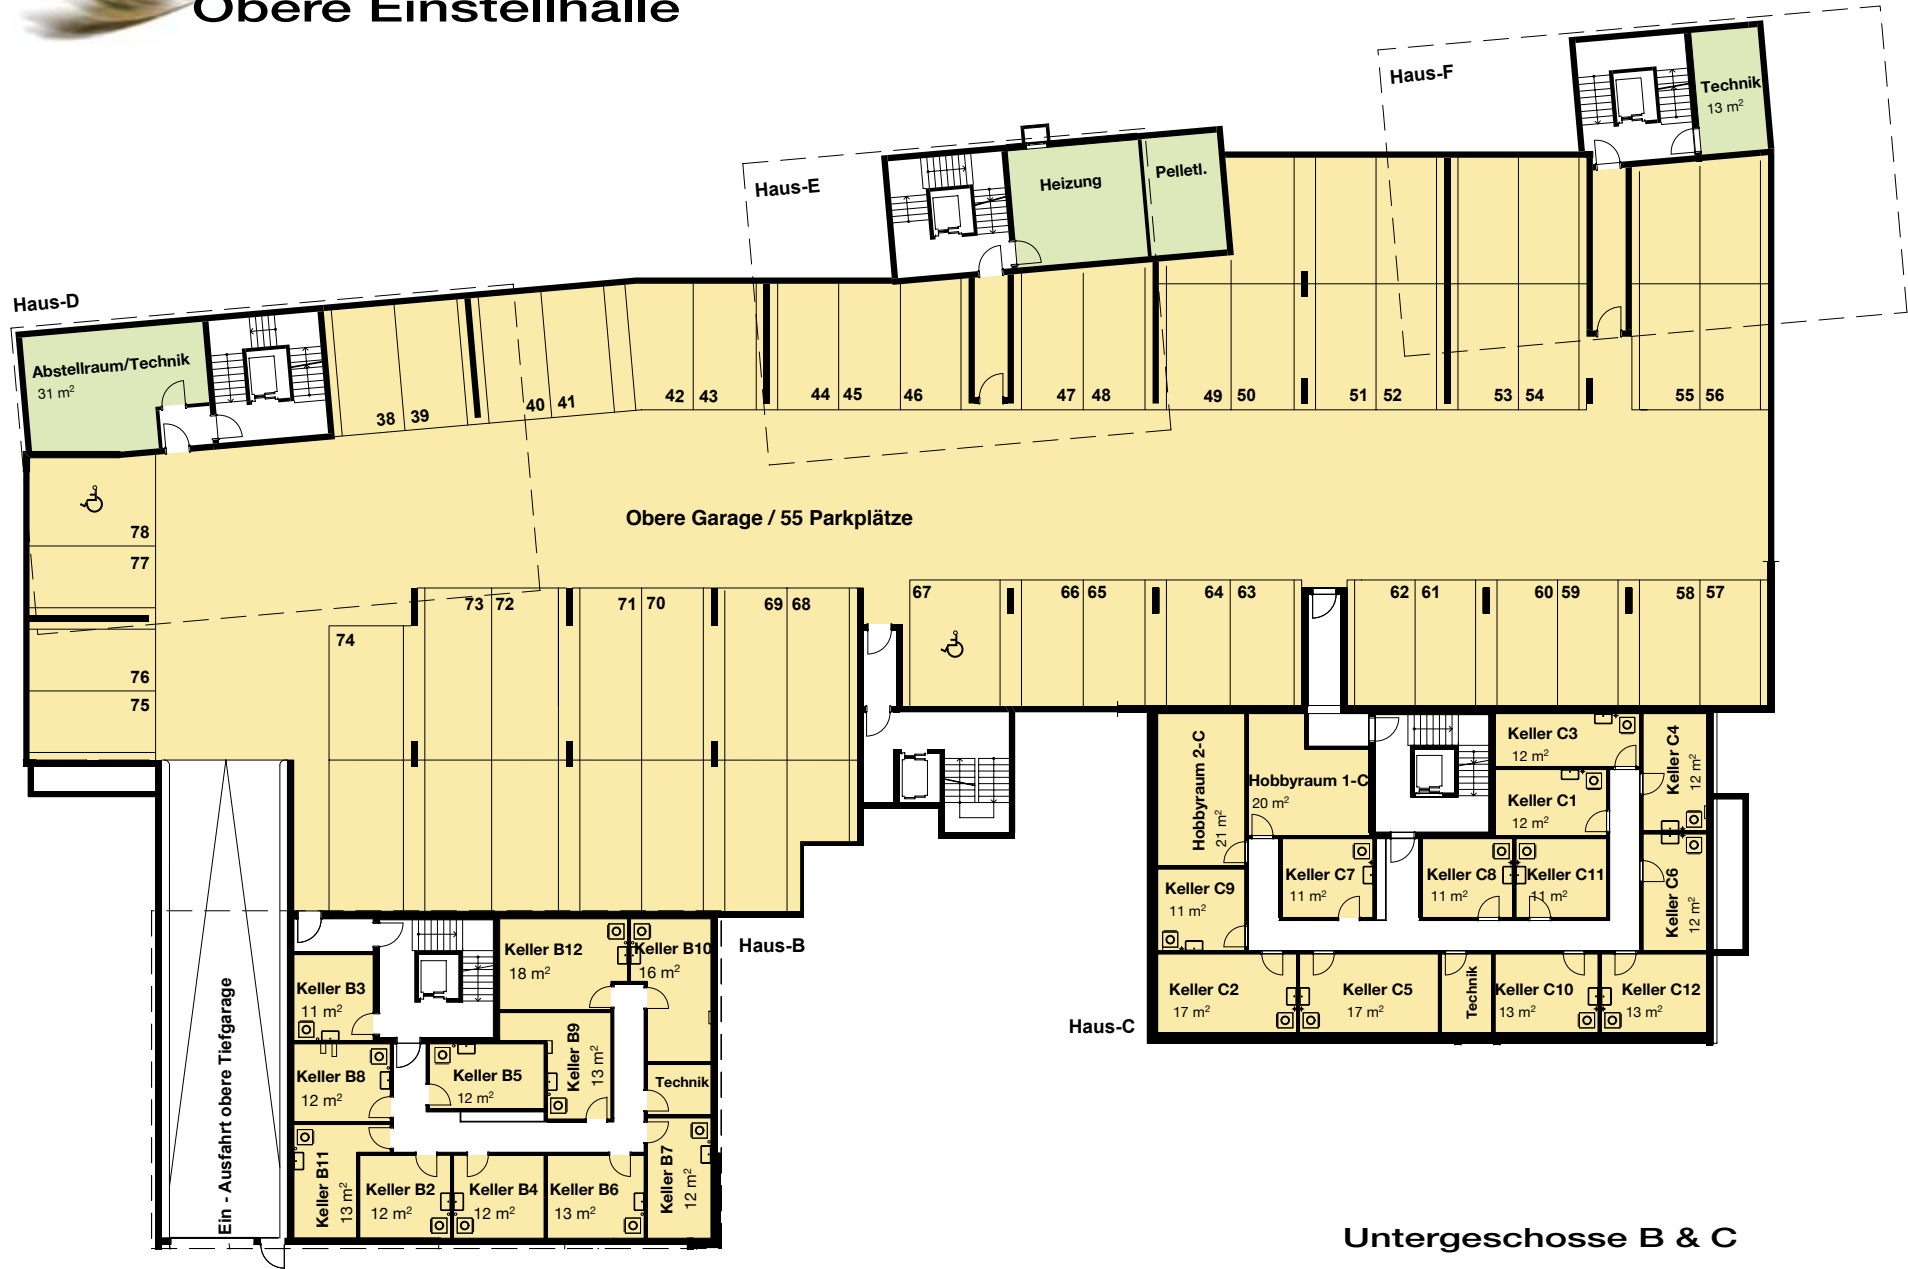 Obere Einstellhalle
Haus-F
Technik
13 m²
Haus-E
Heizung
Pelletl.
Haus-D
Abstellraum/Technik
31 m²
38 39
40 41
42 43
44 45
46
47 48
49 50
51 52
53 54
55 56
78
77
76
75
Obere Garage / 55 Parkplätze
74
73 72
71 70
69 68
67
66 65
64 63
62 61
60 59
58 57
Ein - Ausfahrt obere Tiefgarage
Haus-B
Keller B12
18 m²
Keller B10
16 m²
Keller B3
11 m²
Keller B8
12 m²
Keller B5
12 m²
Keller B9
13 m²
Technik
Keller B11
13 m²
Keller B2
12 m²
Keller B4
12 m²
Keller B6
13 m²
Keller B7
12 m²
Haus-C
Hobbyraum 2-C
21 m²
Hobbyraum 1-C
20 m²
Keller C3
12 m²
Keller C4
12 m²
Keller C1
12 m²
Keller C9
11 m²
Keller C7
11 m²
Keller C8
11 m²
Keller C11
11 m²
Keller C6
12 m²
Keller C2
17 m²
Keller C5
17 m²
Technik
Keller C10
13 m²
Keller C12
13 m²
Untergeschosse B & C